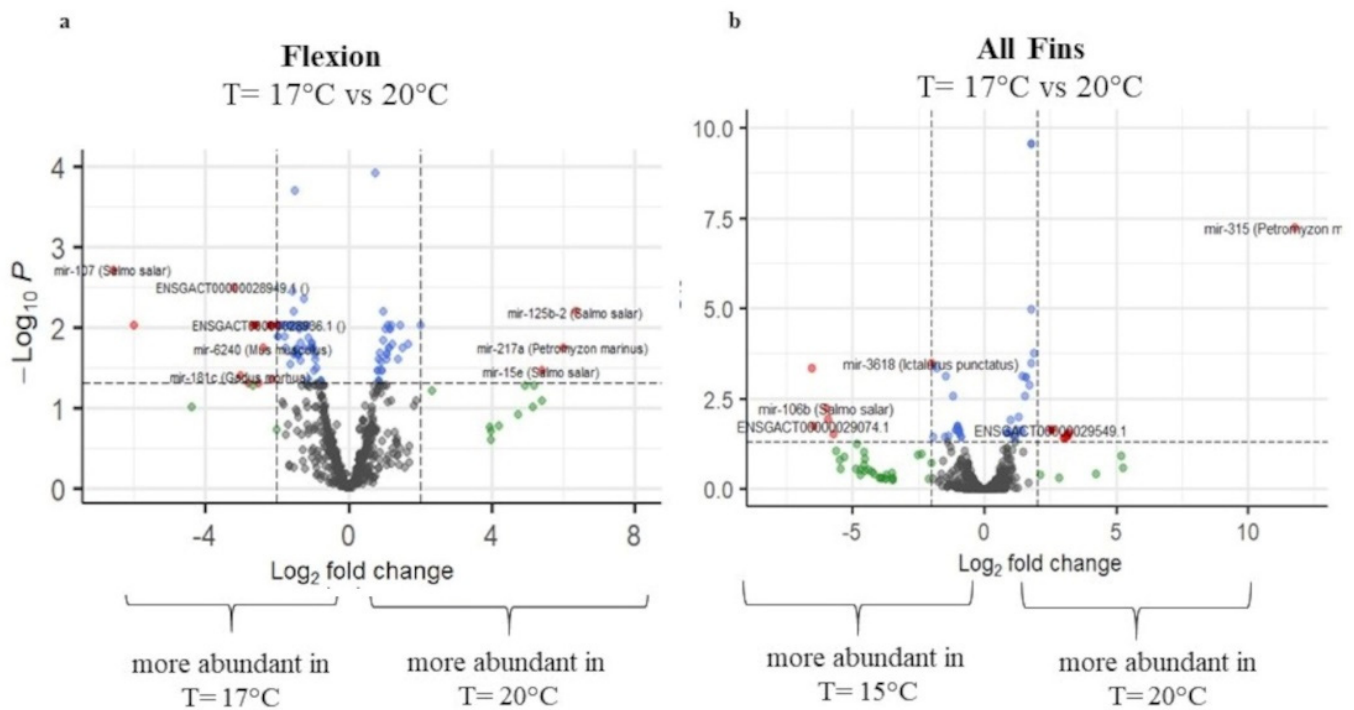 a
Flexion
T= 17°C vs 20°C
−Log10 P
4
3
2
1
0
mir-107 (Salmo salar)
ENSGACT00000028949.1 ()
mir-125b-2 (Salmo salar)
mir-6240 (Mus musculus)
mir-217a (Petromyzon marinus)
mir-181c (Gadus morhua)
mir-15e (Salmo salar)
-4
0
4
8
Log2 fold change
more abundant in
T= 17°C
more abundant in
T= 20°C
b
All Fins
T= 17°C vs 20°C
10.0
7.5
5.0
2.5
0.0
mir-315 (Petromyzon m
mir-3618 (Ictalurus punctatus)
mir-106b (Salmo salar)
ENSGACT00000029074.1
ENSGACT00000029549.1
-5
0
5
10
Log2 fold change
more abundant in
T= 15°C
more abundant in
T= 20°C